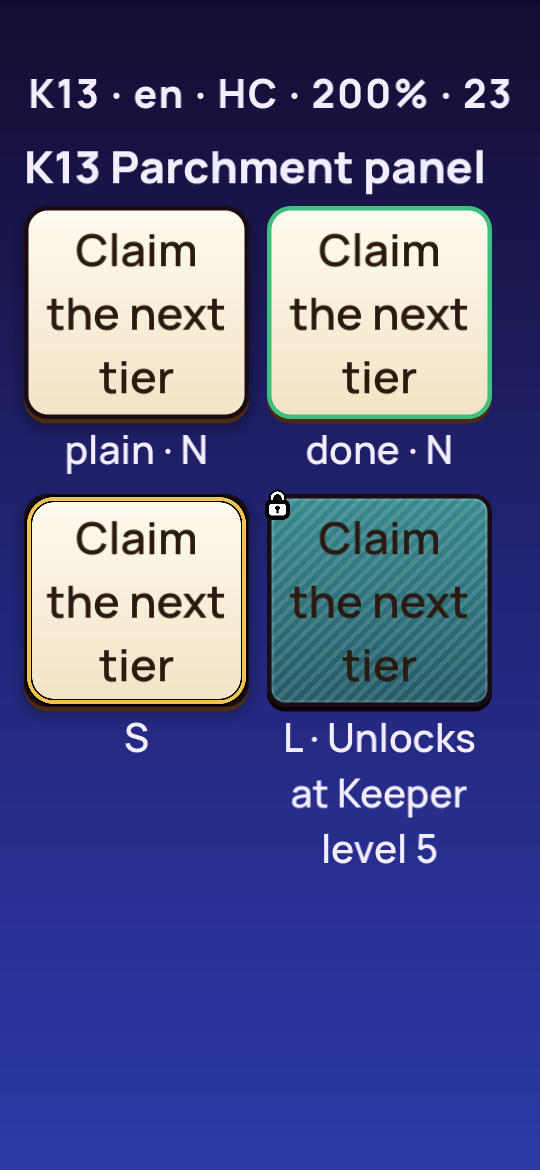 K13 · en · HC · 200% · 23
K13 Parchment panel
Claim
the next
tier
plain · N
Claim
the next
tier
done · N
Claim
the next
tier
S
Claim
the next
tier
L · Unlocks
at Keeper
level 5